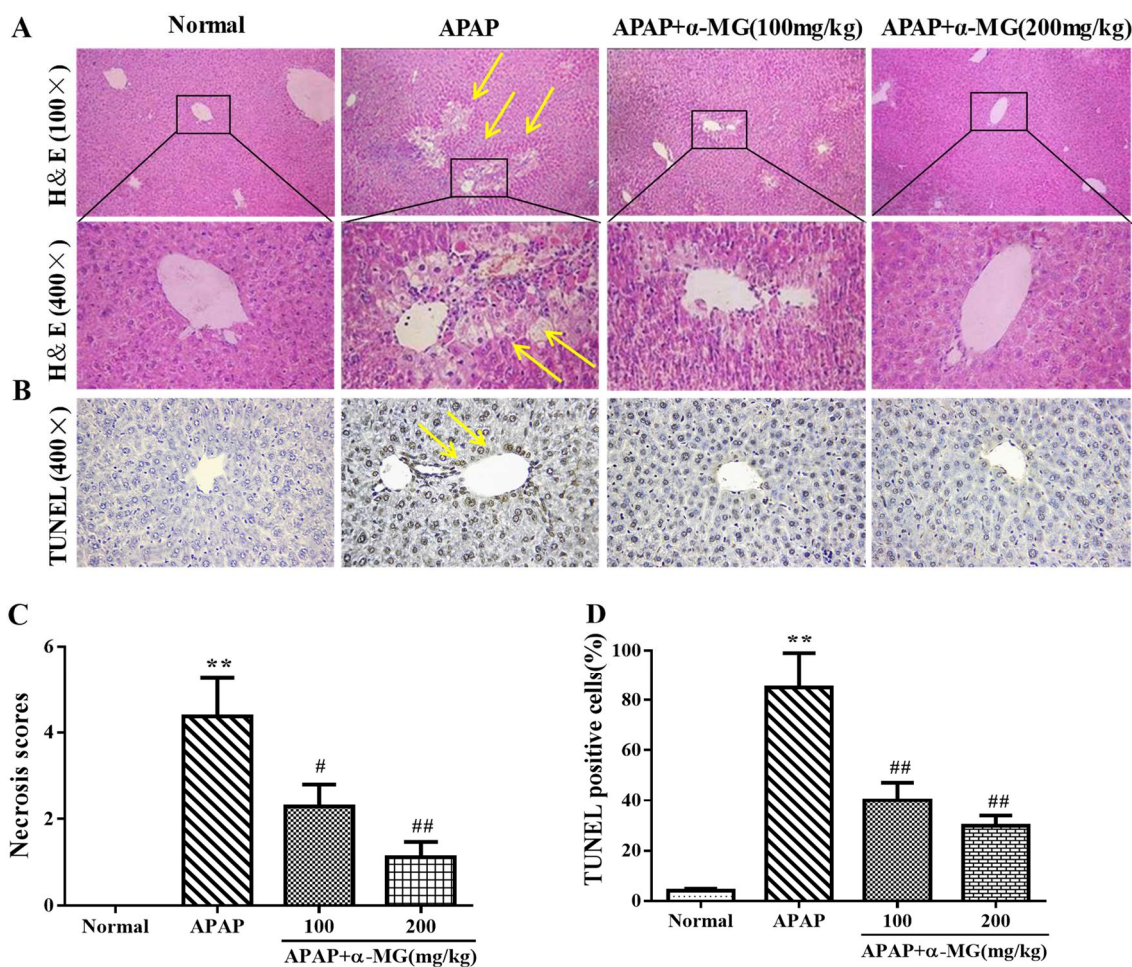 A
Normal
APAP
APAP+α-MG(100mg/kg)
APAP+α-MG(200mg/kg)
H&E (100×)
H&E (400×)
B
TUNEL (400×)
C
Necrosis scores
6
4
2
0
**
#
##
Normal
APAP
100
200
APAP+α-MG(mg/kg)
D
TUNEL positive cells(%)
100
80
60
40
20
0
**
##
##
Normal
APAP
100
200
APAP+α-MG(mg/kg)